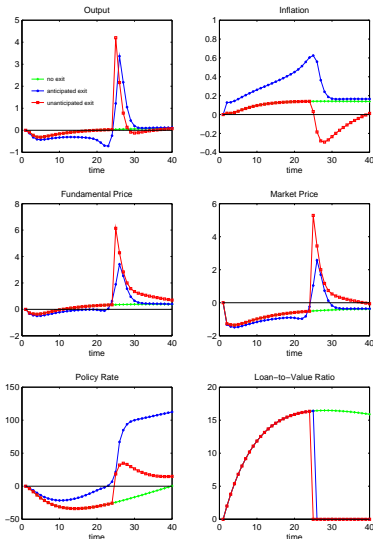 Output
Inflation
5
4
3
2
1
0
−1
no exit
anticipated exit
unanticipated exit
0 10 20 30 40
time
1
0.8
0.6
0.4
0.2
0
−0.2
−0.4
0 10 20 30 40
time
Fundamental Price
Market Price
8
6
4
2
0
−2
0 10 20 30 40
time
6
4
2
0
−2
0 10 20 30 40
time
Policy Rate
Loan−to−Value Ratio
150
100
50
0
−50
0 10 20 30 40
time
20
15
10
5
0
0 10 20 30 40
time